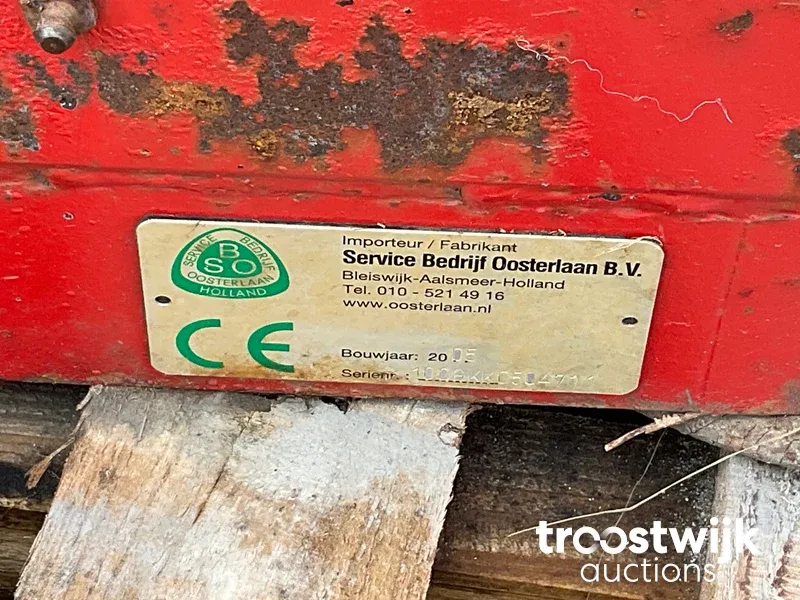 SERVICE BEDRIJF
BSO
OOSTERLAAN
HOLLAND
CE
Importeur / Fabrikant
Service Bedrijf Oosterlaan B.V.
Bleiswijk-Aalsmeer-Holland
Tel. 010 - 521 49 16
www.oosterlaan.nl
Bouwjaar: 20 05
Serienr. :
troostwijk
auctions